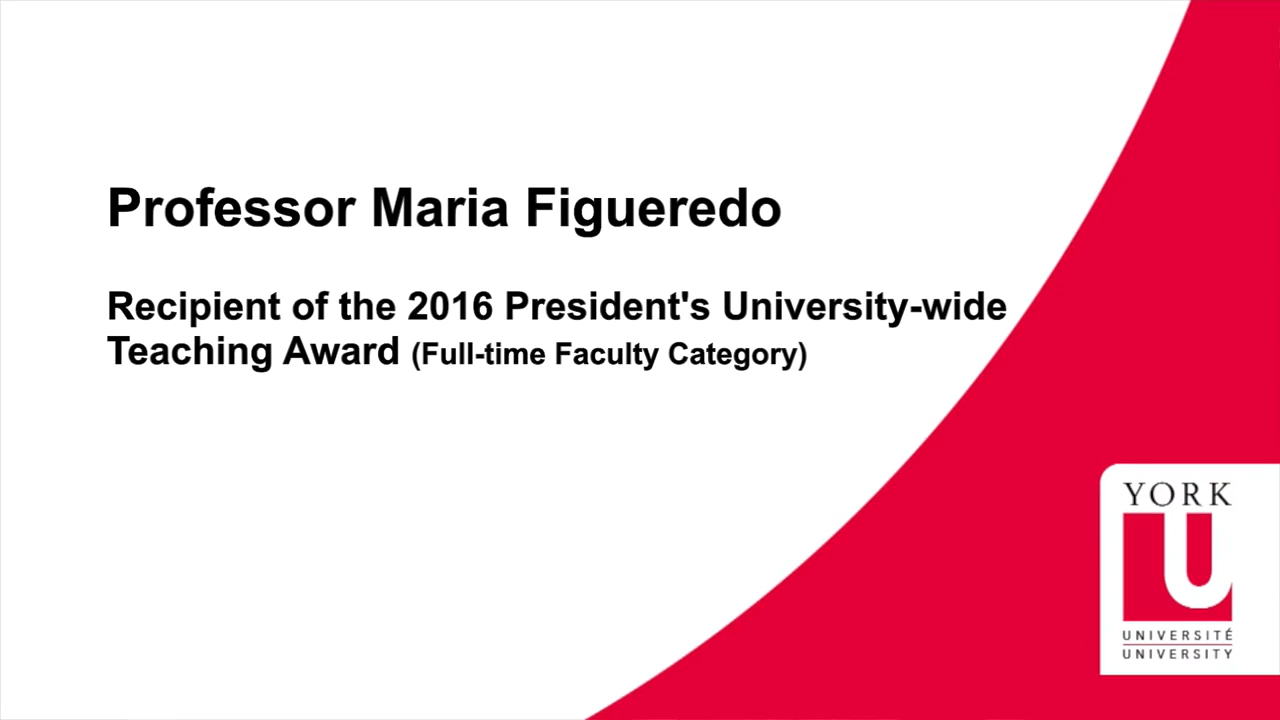 Professor Maria Figueredo
Recipient of the 2016 President's University-wide
Teaching Award (Full-time Faculty Category)
YORK
U
UNIVERSITÉ
UNIVERSITY